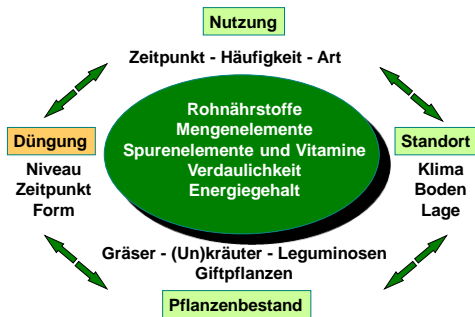 Nutzung
Zeitpunkt - Häufigkeit - Art
Rohnährstoffe
Mengenelemente
Spurenelemente und Vitamine
Verdaulichkeit
Energiegehalt
Düngung
Niveau
Zeitpunkt
Form
Standort
Klima
Boden
Lage
Gräser - (Un)kräuter - Leguminosen
Giftpflanzen
Pflanzenbestand